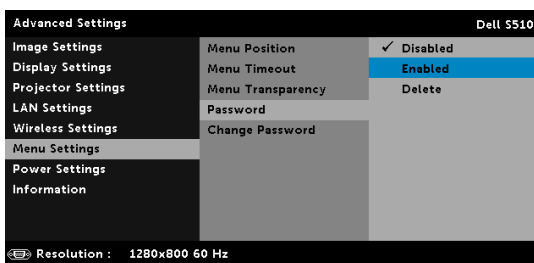 Advanced Settings
Dell S510
Image Settings
Display Settings
Projector Settings
LAN Settings
Wireless Settings
Menu Settings
Power Settings
Information
Menu Position
Menu Timeout
Menu Transparency
Password
Change Password
✓ Disabled
Enabled
Delete
Resolution : 1280x800 60 Hz